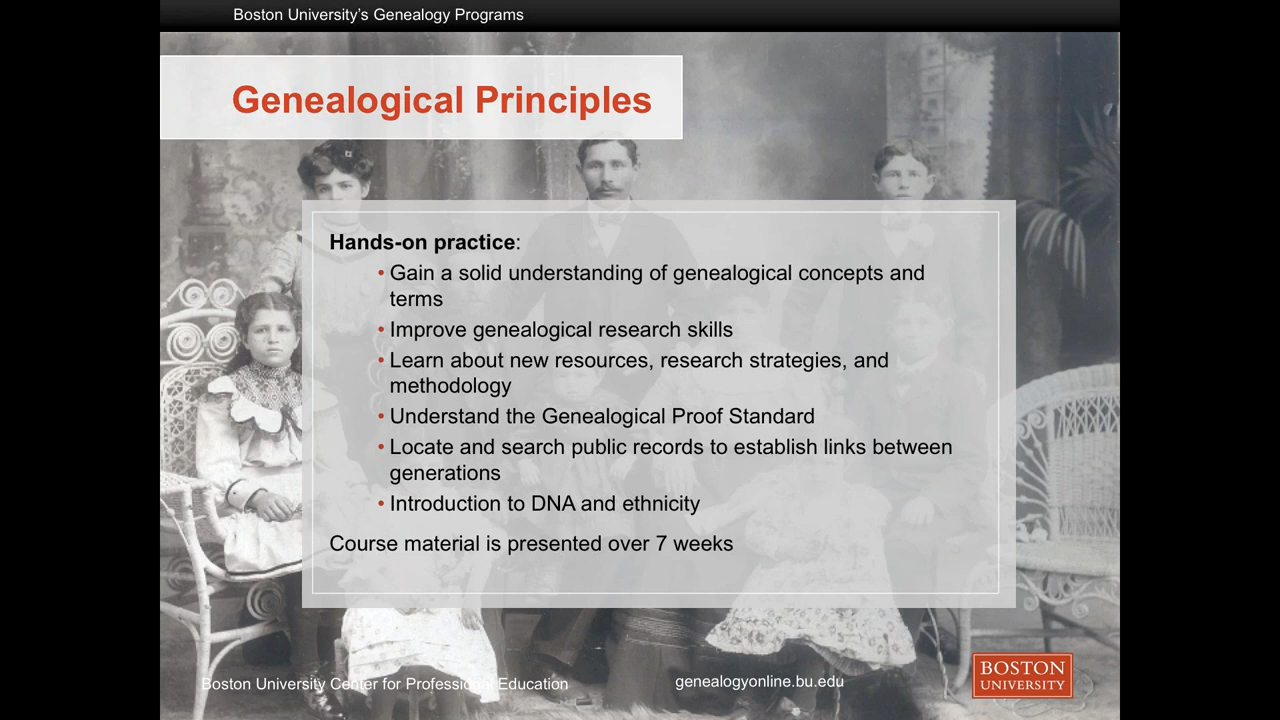 Boston University’s Genealogy Programs
Genealogical Principles
Hands-on practice:
• Gain a solid understanding of genealogical concepts and
terms
• Improve genealogical research skills
• Learn about new resources, research strategies, and
methodology
• Understand the Genealogical Proof Standard
• Locate and search public records to establish links between
generations
• Introduction to DNA and ethnicity
Course material is presented over 7 weeks
Boston University Center for Professional Education
genealogyonline.bu.edu
BOSTON
UNIVERSITY